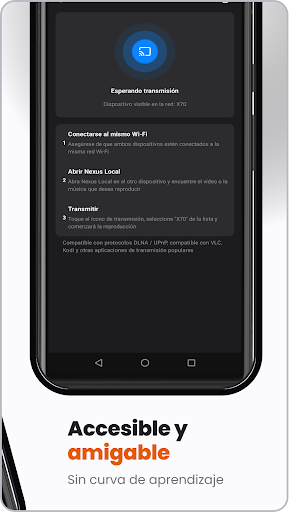 Esperando transmisión
Dispositivo visible en la red: X70
Conectarse al mismo Wi-Fi
1 Asegúrese de que ambos dispositivos estén conectados a la
misma red Wi-Fi
Abrir Nexus Local
2 Abra Nexus Local en el otro dispositivo y encuentre el video o la
música que desea reproducir
Transmitir
3 Toque el ícono de transmisión, seleccione "X70" de la lista y
comenzará la reproducción
Compatible con protocolos DLNA / UPnP, compatible con VLC,
Kodi y otras aplicaciones de transmisión populares
Accesible y
amigable
Sin curva de aprendizaje